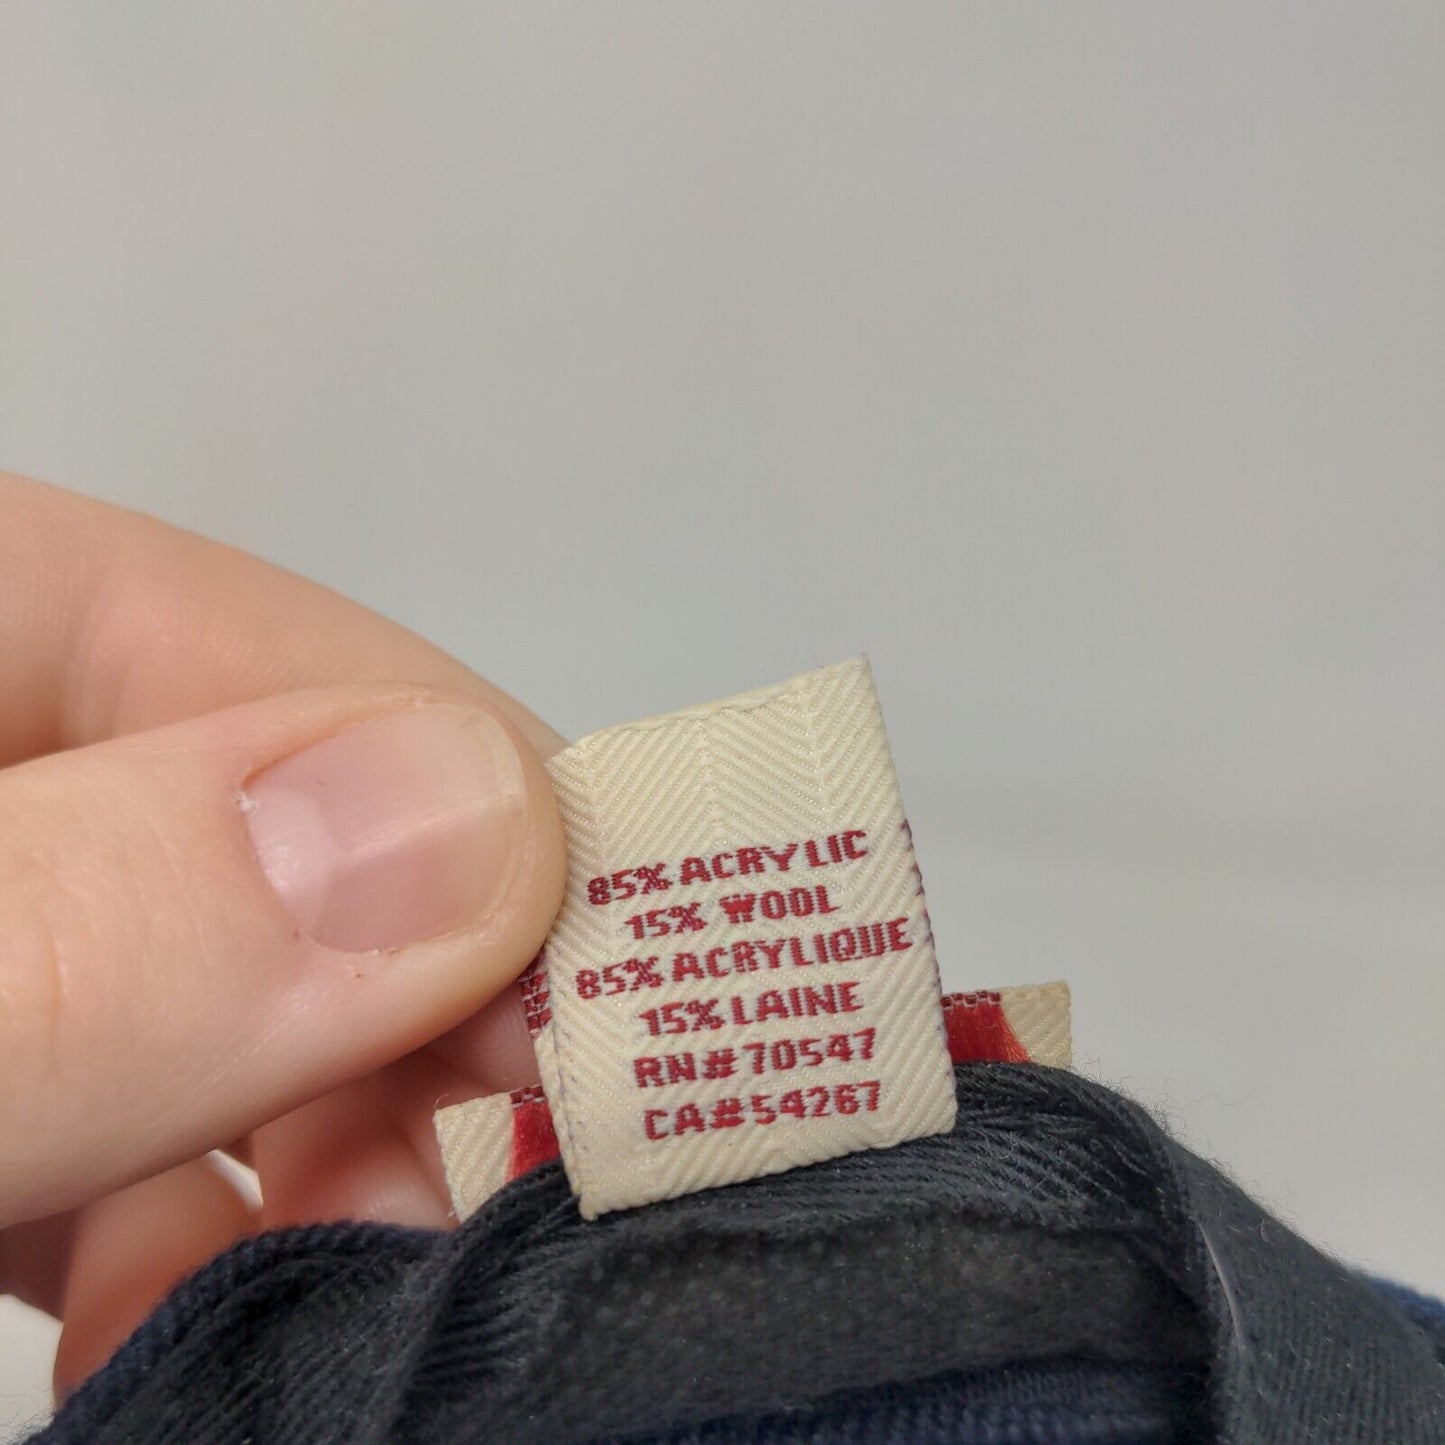 85% ACRYLIC
15% WOOL
85% ACRYLIQUE
15% LAINE
RN# 70547
CA# 54267